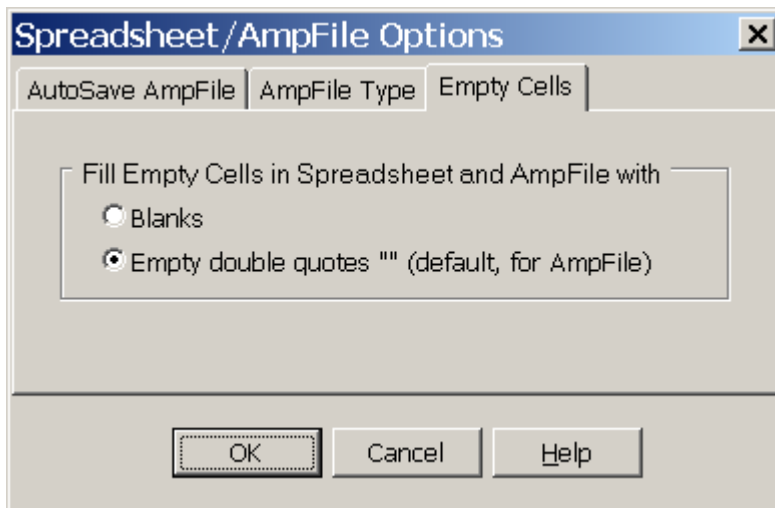 Spreadsheet/AmpFile Options
AutoSave AmpFile AmpFile Type Empty Cells
Fill Empty Cells in Spreadsheet and AmpFile with
Blanks
Empty double quotes "" (default, for AmpFile)
OK Cancel Help